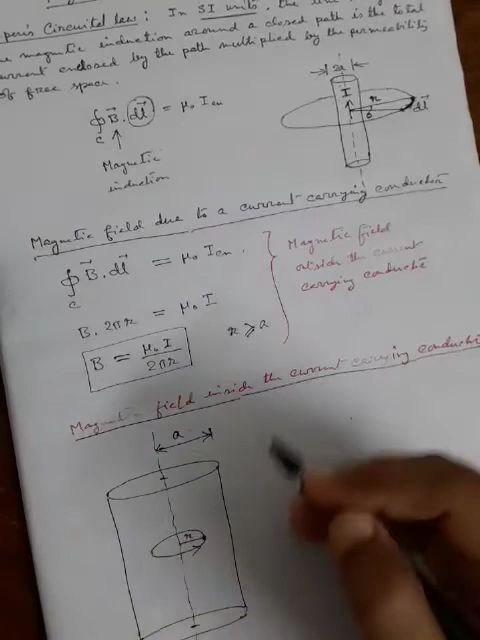 pere's Circuital law : In SI units, the line
magnetic induction around a closed path is the total
current enclosed by the path multiplied by the permeability
of free space.
∮ B⃗ . dl⃗ = μ₀ Ien
c
Magnetic
induction
2a
I
r
θ
dl⃗
Magnetic field due to a current carrying conductor
∮ B⃗ . dl⃗ = μ₀ Ien .
c
B . 2πr = μ₀ I
B = μ₀I / 2πr
r ≥ a
Magnetic field
outside the current
carrying conductor
Magnetic field inside the current carrying conductor
a
r